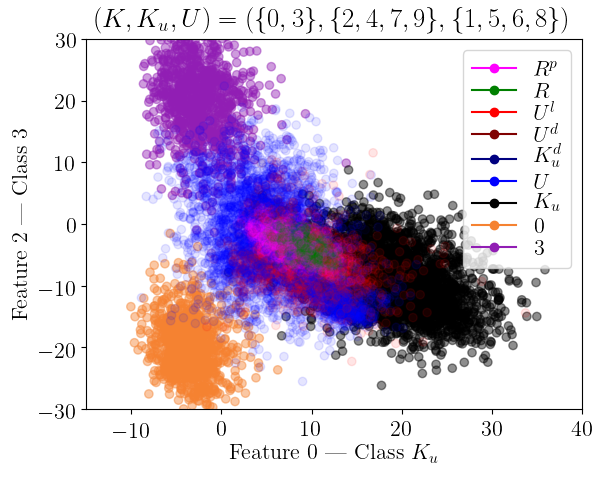 (K, K_u, U) = ({0, 3}, {2, 4, 7, 9}, {1, 5, 6, 8})
30
20
10
0
−10
−20
−30
Feature 2 — Class 3
R^p
R
U^l
U^d
K_u^d
U
K_u
0
3
−10 0 10 20 30 40
Feature 0 — Class K_u